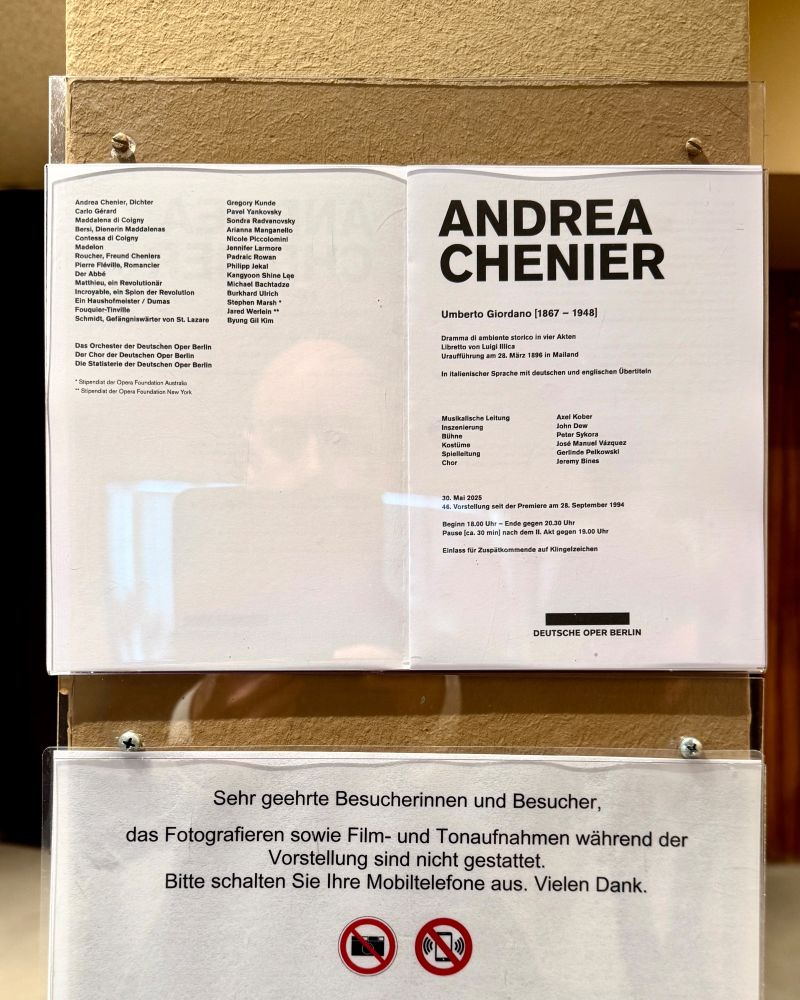 Andrea Chenier, Dichter Gregory Kunde
Carlo Gérard Pavel Yankovsky
Maddalena di Coigny Sondra Radvanovsky
Bersi, Dienerin Maddalenas Arianna Manganello
Contessa di Coigny Nicole Piccolomini
Madelon Jennifer Larmore
Roucher, Freund Cheniers Padraic Rowan
Pierre Fléville, Romancier Philipp Jekal
Der Abbé Kangyoon Shine Lee
Matthieu, ein Revolutionär Michael Bachtadze
Incroyable, ein Spion der Revolution Burkhard Ulrich
Ein Haushofmeister / Dumas Stephen Marsh *
Fouquier-Tinville Jared Werlein **
Schmidt, Gefängniswärter von St. Lazare Byung Gil Kim
Das Orchester der Deutschen Oper Berlin
Der Chor der Deutschen Oper Berlin
Die Statisterie der Deutschen Oper Berlin
* Stipendiat der Opera Foundation Australia
** Stipendiat der Opera Foundation New York
ANDREA
CHENIER
Umberto Giordano [1867 – 1948]
Dramma di ambiente storico in vier Akten
Libretto von Luigi Illica
Uraufführung am 28. März 1896 in Mailand
In italienischer Sprache mit deutschen und englischen Übertiteln
Musikalische Leitung Axel Kober
Inszenierung John Dew
Bühne Peter Sykora
Kostüme José Manuel Vázquez
Spielleitung Gerlinde Pelkowski
Chor Jeremy Bines
30. Mai 2025
46. Vorstellung seit der Premiere am 28. September 1994
Beginn 18.00 Uhr – Ende gegen 20.30 Uhr
Pause [ca. 30 min] nach dem II. Akt gegen 19.00 Uhr
Einlass für Zuspätkommende auf Klingelzeichen
DEUTSCHE OPER BERLIN
Sehr geehrte Besucherinnen und Besucher,
das Fotografieren sowie Film- und Tonaufnahmen während der
Vorstellung sind nicht gestattet.
Bitte schalten Sie Ihre Mobiltelefone aus. Vielen Dank.